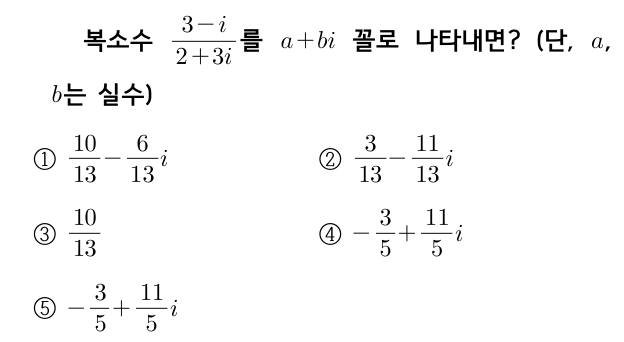 복소수 \frac{3-i}{2+3i}를 a+bi 꼴로 나타내면? (단, a,
b는 실수)
① \frac{10}{13}-\frac{6}{13}i ② \frac{3}{13}-\frac{11}{13}i
③ \frac{10}{13} ④ -\frac{3}{5}+\frac{11}{5}i
⑤ -\frac{3}{5}+\frac{11}{5}i